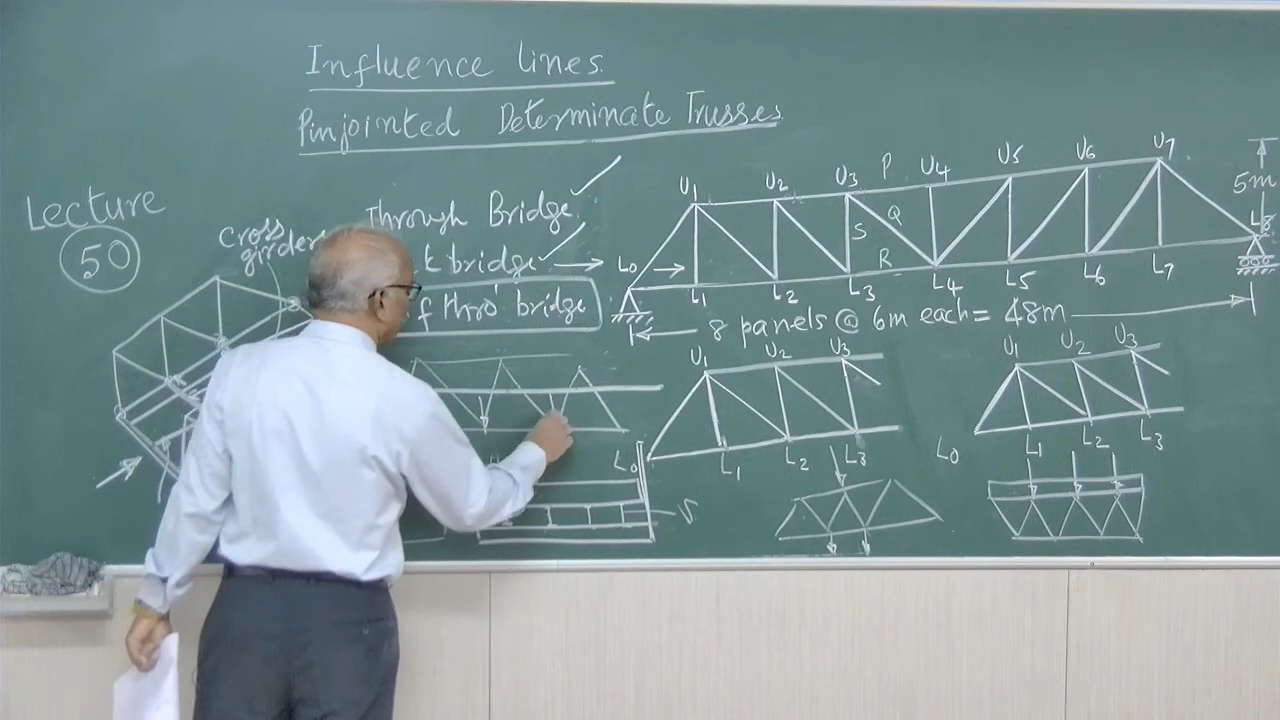 Influence lines
Pinjointed Determinate Trusses
Lecture
50
Cross
girders
Through Bridge
k bridge
f thro' bridge
U1 U2 U3 P U4 U5 U6 U7
5m
S Q R
L0 L1 L2 L3 L4 L5 L6 L7 L8
8 panels @ 6m each = 48m
U1 U2 U3
L0 L1 L2 L3
U1 U2 U3
L0 L1 L2 L3